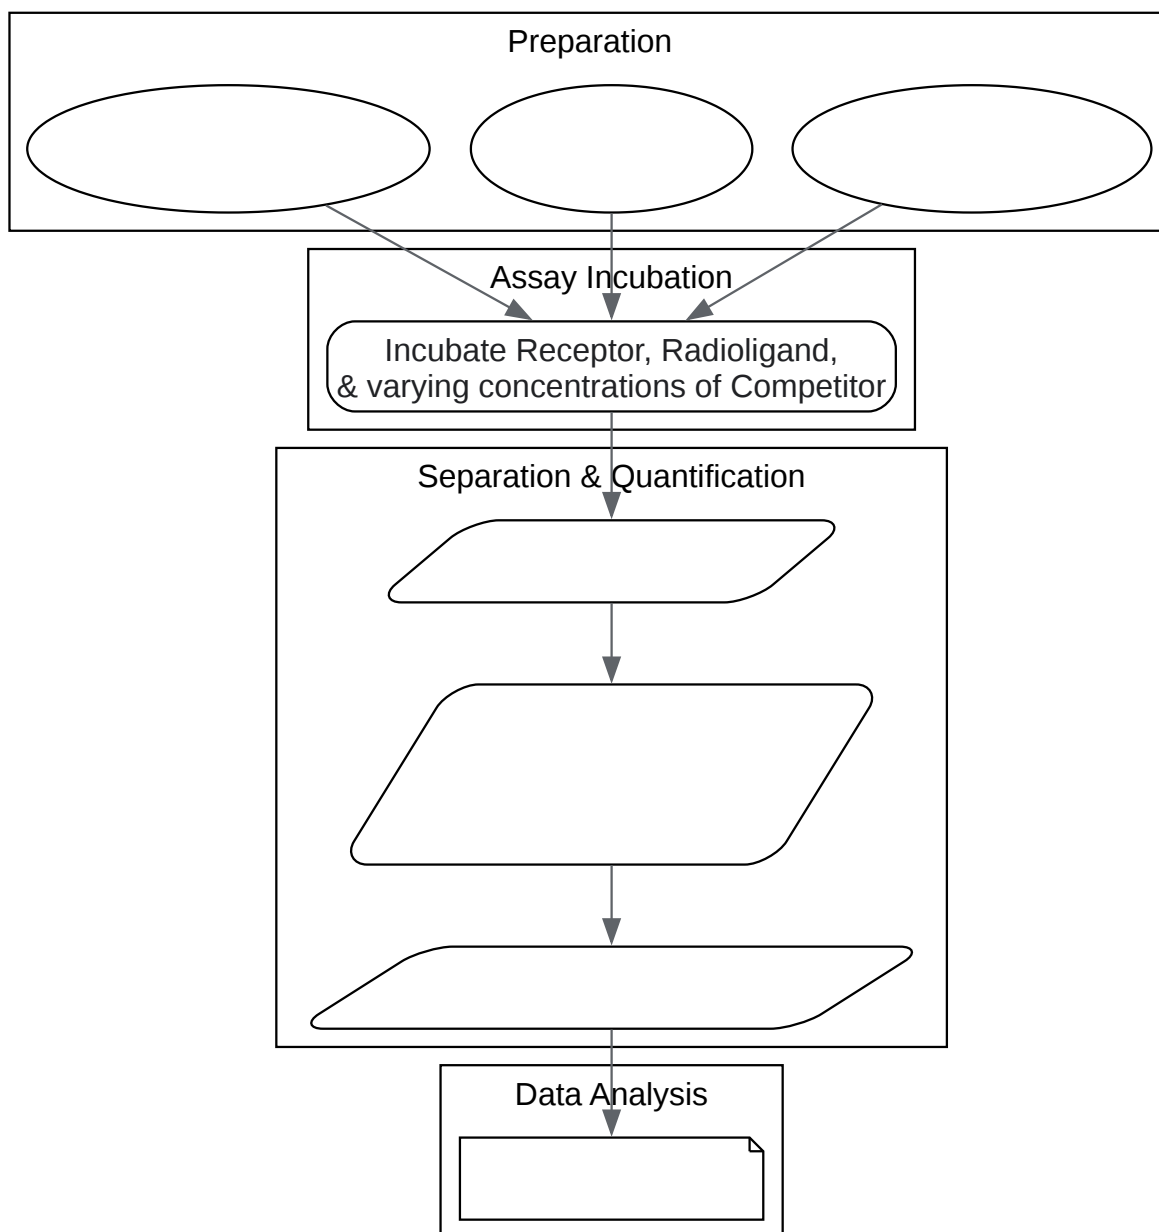 Preparation
Assay Incubation
Incubate Receptor, Radioligand,
& varying concentrations of Competitor
Separation & Quantification
Data Analysis